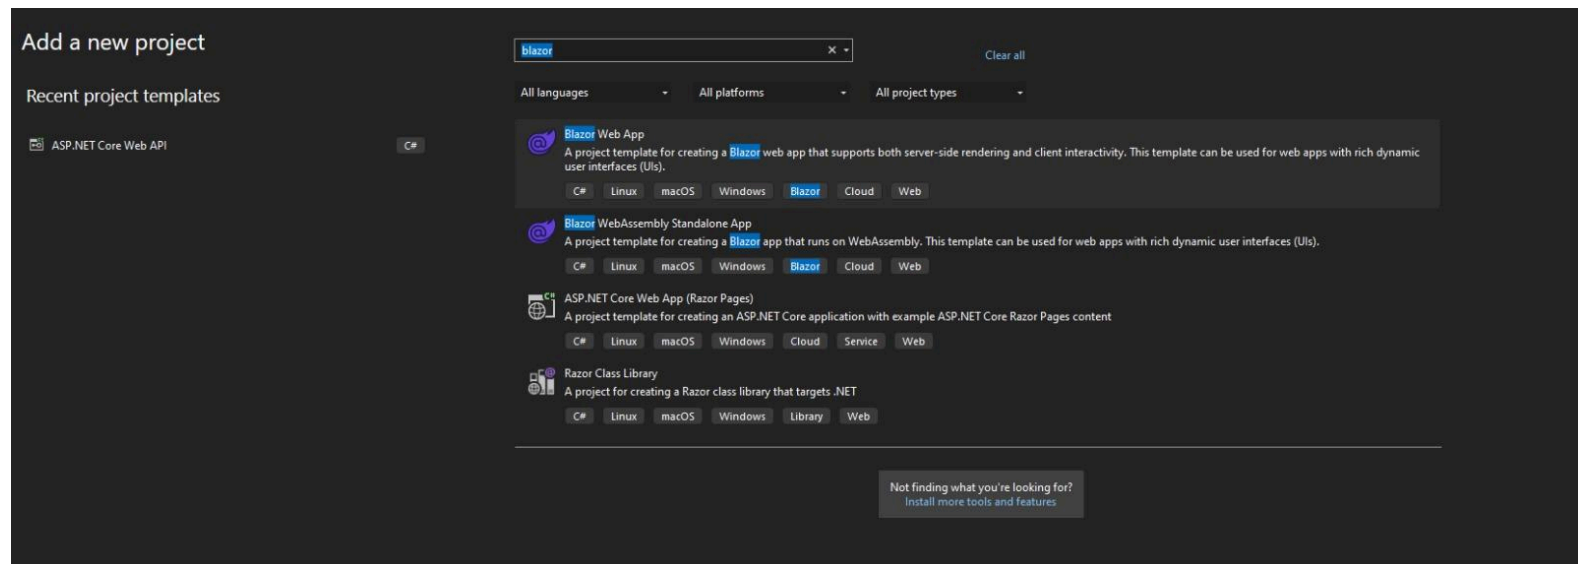 Add a new project
Recent project templates
ASP.NET Core Web API
C#
blazor
Clear all
All languages
All platforms
All project types
Blazor Web App
A project template for creating a Blazor web app that supports both server-side rendering and client interactivity. This template can be used for web apps with rich dynamic
user interfaces (UIs).
C# Linux macOS Windows Blazor Cloud Web
Blazor WebAssembly Standalone App
A project template for creating a Blazor app that runs on WebAssembly. This template can be used for web apps with rich dynamic user interfaces (UIs).
C# Linux macOS Windows Blazor Cloud Web
ASP.NET Core Web App (Razor Pages)
A project template for creating an ASP.NET Core application with example ASP.NET Core Razor Pages content
C# Linux macOS Windows Cloud Service Web
Razor Class Library
A project for creating a Razor class library that targets .NET
C# Linux macOS Windows Library Web
Not finding what you're looking for?
Install more tools and features